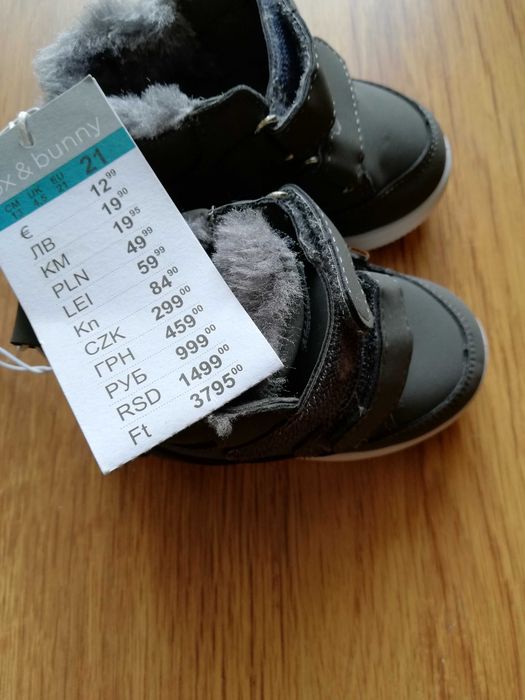 & bunny
CM UK EU
13 4.5 21 21
€ 12.99
ЛВ 19.90
KM 19.95
PLN 49.99
LEI 59.99
Kn 84.90
CZK 299.00
ГРН 459.00
РУБ 999.00
RSD 1499.00
Ft 3795.00